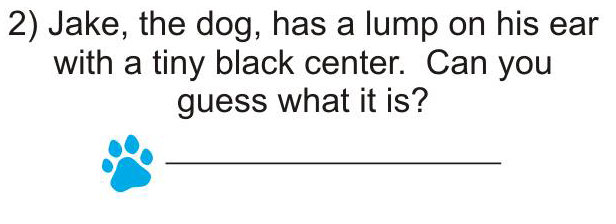 2) Jake, the dog, has a lump on his ear
with a tiny black center.  Can you
guess what it is?